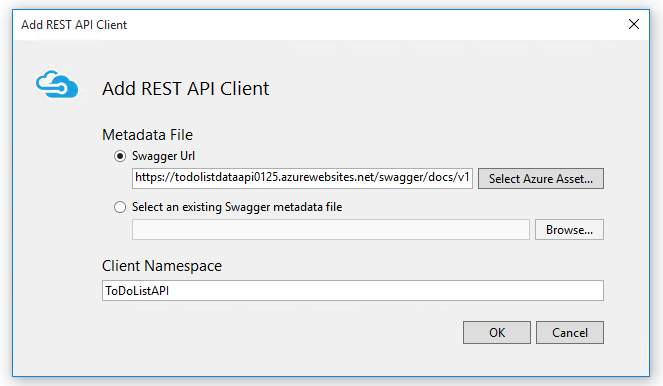 Add REST API Client
Add REST API Client
Metadata File
Swagger Url
https://todolistdataapi0125.azurewebsites.net/swagger/docs/v1
Select Azure Asset...
Select an existing Swagger metadata file
Browse...
Client Namespace
ToDoListAPI
OK
Cancel